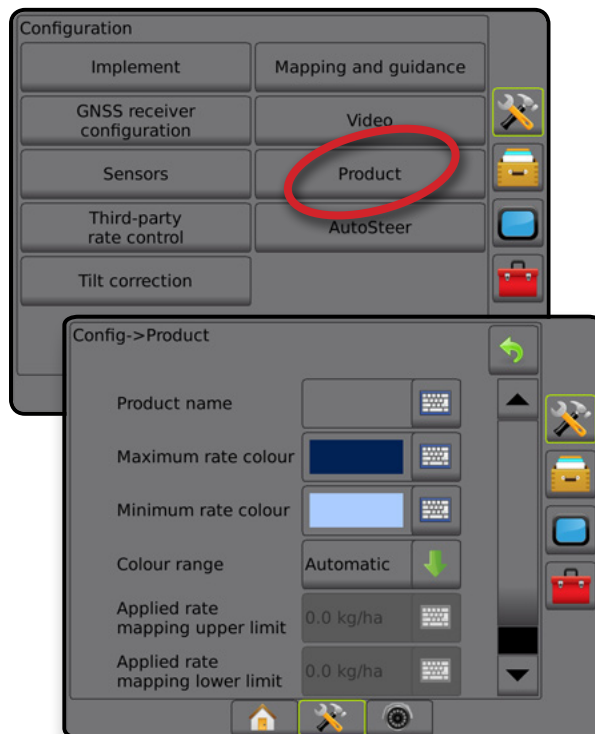 Configuration
Implement
Mapping and guidance
GNSS receiver
configuration
Video
Sensors
Product
Third-party
rate control
AutoSteer
Tilt correction
Config->Product
Product name
Maximum rate colour
Minimum rate colour
Colour range
Automatic
Applied rate
mapping upper limit
0.0 kg/ha
Applied rate
mapping lower limit
0.0 kg/ha